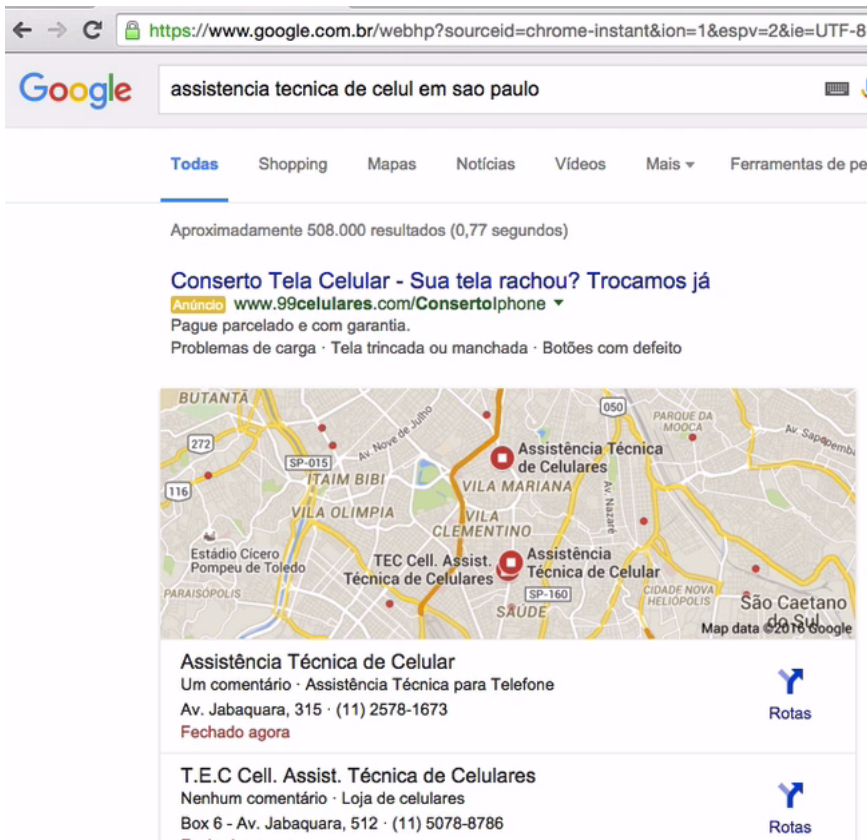 https://www.google.com.br/webhp?sourceid=chrome-instant&ion=1&espv=2&ie=UTF-8
Google
assistencia tecnica de celul em sao paulo
Todas Shopping Mapas Notícias Vídeos Mais Ferramentas de pe
Aproximadamente 508.000 resultados (0,77 segundos)
Conserto Tela Celular - Sua tela rachou? Trocamos já
Anúncio www.99celulares.com/ConsertoIphone
Pague parcelado e com garantia.
Problemas de carga · Tela trincada ou manchada · Botões com defeito
BUTANTÃ
050
PARQUE DA
MOOCA
Av. Nove de Julho
272
Av. Sapopemba
SP-015
Assistência Técnica
de Celulares
ITAIM BIBI
VILA MARIANA
116
Av. Nazaré
VILA OLIMPIA
VILA
CLEMENTINO
Estádio Cícero
Pompeu de Toledo
TEC Cell. Assist.
Técnica de Celulares
Assistência
Técnica de Celular
PARAISÓPOLIS
SP-160
CIDADE NOVA
HELIÓPOLIS
SAÚDE
São Caetano
do Sul
Map data ©2016 Google
Assistência Técnica de Celular
Um comentário · Assistência Técnica para Telefone
Av. Jabaquara, 315 · (11) 2578-1673
Rotas
Fechado agora
T.E.C Cell. Assist. Técnica de Celulares
Nenhum comentário · Loja de celulares
Box 6 - Av. Jabaquara, 512 · (11) 5078-8786
Rotas